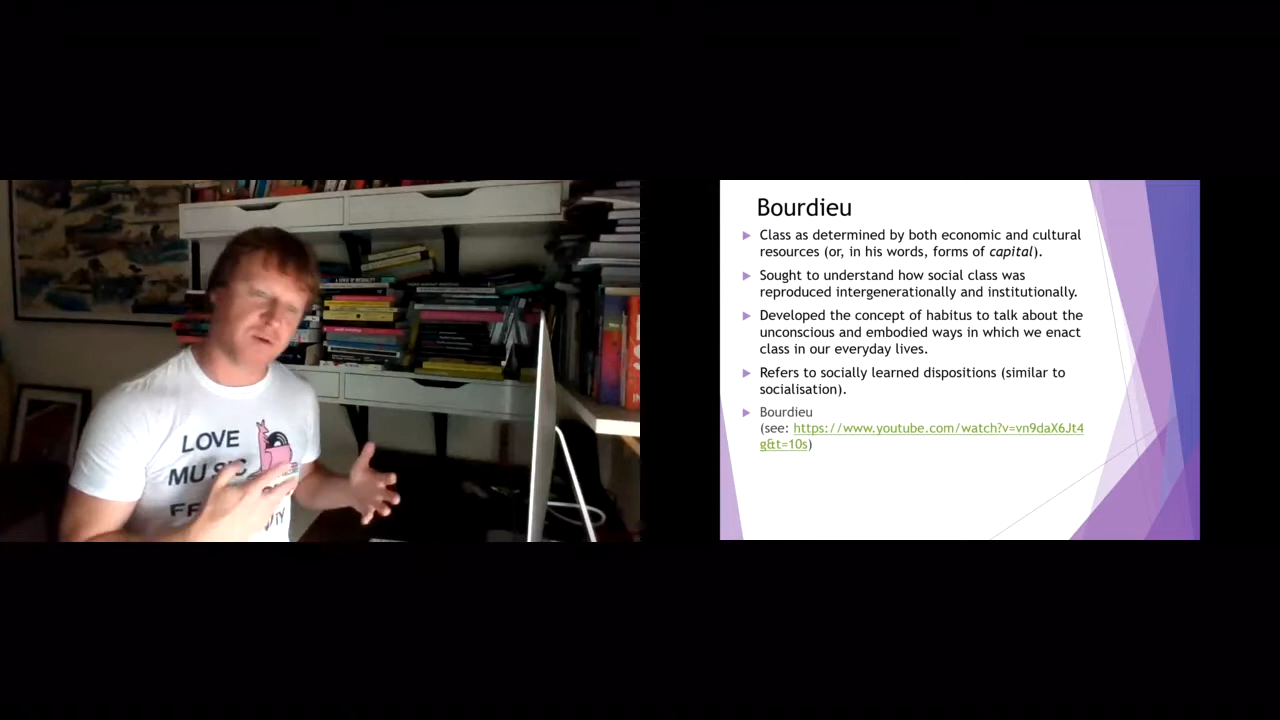 LOVE
MUSIC
Bourdieu
Class as determined by both economic and cultural
resources (or, in his words, forms of capital).
Sought to understand how social class was
reproduced intergenerationally and institutionally.
Developed the concept of habitus to talk about the
unconscious and embodied ways in which we enact
class in our everyday lives.
Refers to socially learned dispositions (similar to
socialisation).
Bourdieu
(see: https://www.youtube.com/watch?v=vn9daX6Jt4
g&t=10s)